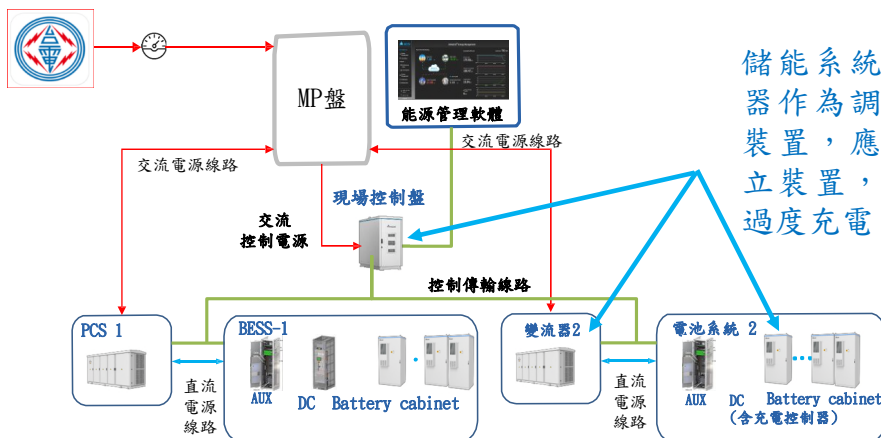 台電
MP盤
能源管理軟體
儲能系統
器作為調
裝置，應
立裝置，
過度充電
交流電源線路
交流電源線路
現場控制盤
交流
控制電源
控制傳輸線路
PCS 1
BESS-1
變流器2
電池系統 2
AUX
DC
Battery cabinet
直流
電源
線路
直流
電源
線路
AUX
DC
Battery cabinet
(含充電控制器)